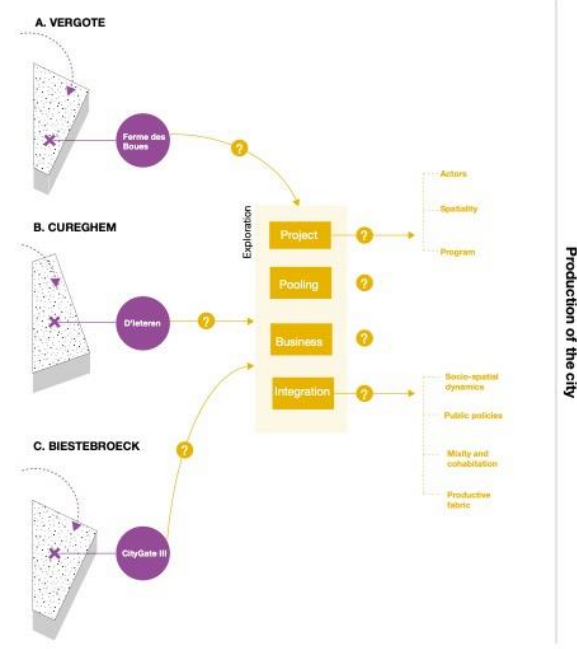 A. VERGOTE
Ferme des
Boues
?
Exploration
Project
?
Actors
Spatiality
Program
B. CUREGHEM
D'Ieteren
?
Pooling
?
Business
?
Integration
?
Socio-spatial
dynamics
Public policies
Mixity and
cohabitation
Productive
fabric
C. BIESTEBROECK
CityGate III
?
Production of the city